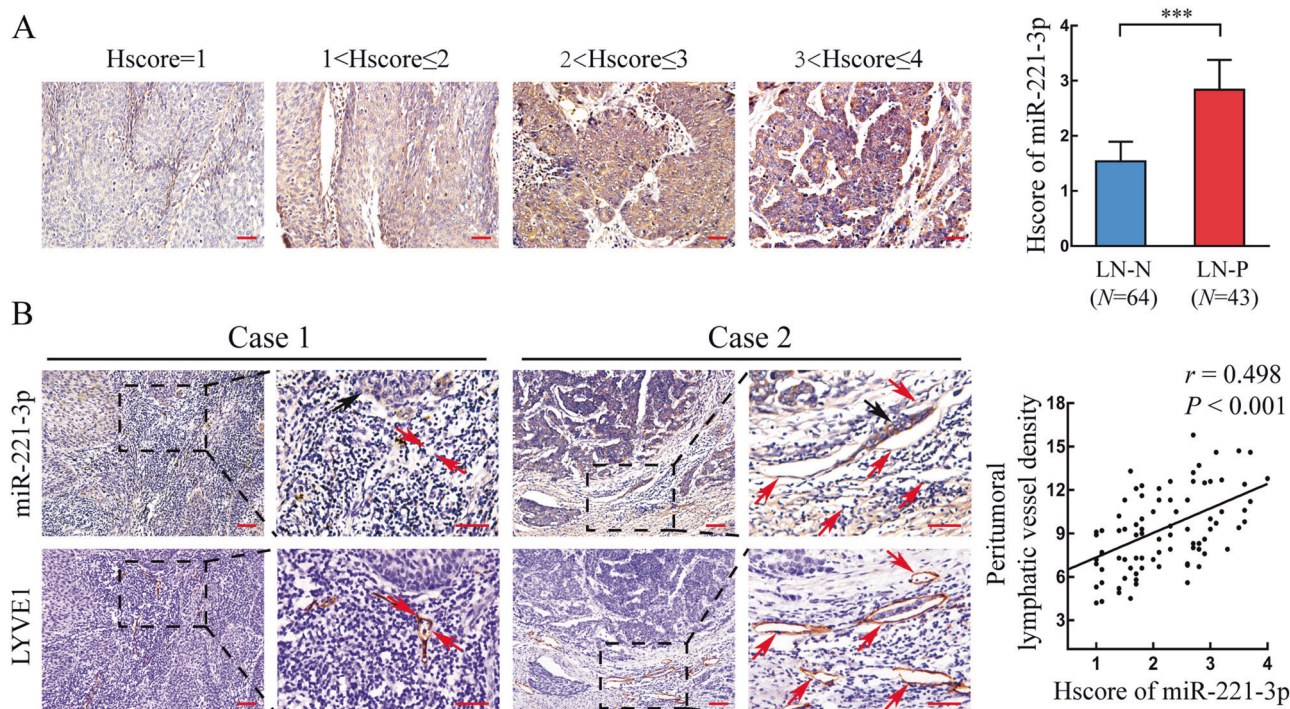 A
Hscore=1
1<Hscore≤2
2<Hscore≤3
3<Hscore≤4
Hscore of miR-221-3p
4
3
2
1
0
***
LN-N
(N=64)
LN-P
(N=43)
B
Case 1
Case 2
miR-221-3p
LYVE1
Peritumoral
lymphatic vessel density
r = 0.498
P < 0.001
18
15
12
9
6
3
1
2
3
4
Hscore of miR-221-3p